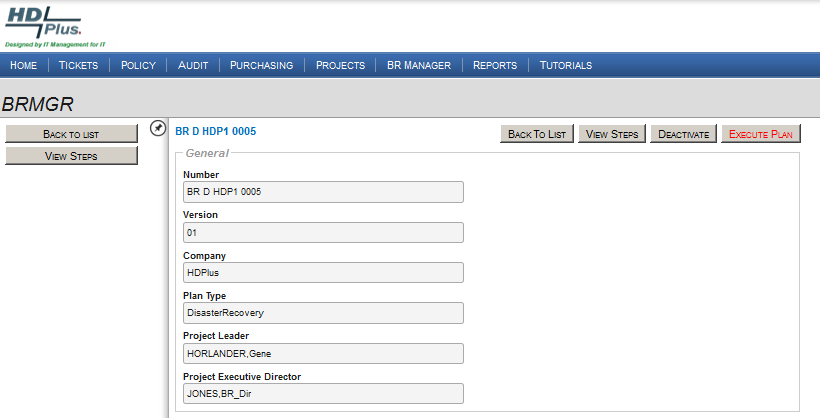 HD Plus.
Designed by IT Management for IT
HOME TICKETS POLICY AUDIT PURCHASING PROJECTS BR MANAGER REPORTS TUTORIALS
BRMGR
BACK TO LIST
VIEW STEPS
BR D HDP1 0005
BACK TO LIST VIEW STEPS DEACTIVATE EXECUTE PLAN
General
Number
BR D HDP1 0005
Version
01
Company
HDPlus
Plan Type
DisasterRecovery
Project Leader
HORLANDER,Gene
Project Executive Director
JONES,BR_Dir